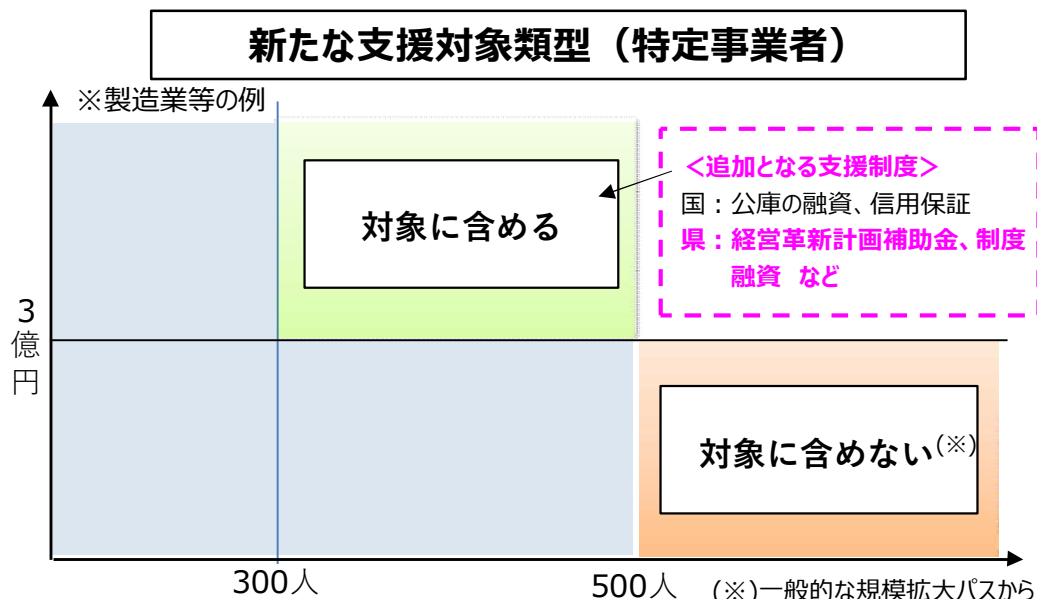 新たな支援対象類型（特定事業者）
※製造業等の例
＜追加となる支援制度＞
国：公庫の融資、信用保証
県：経営革新計画補助金、制度
融資　など
対象に含める
3
億
円
対象に含めない(※)
300人
500人
(※)一般的な規模拡大パスから